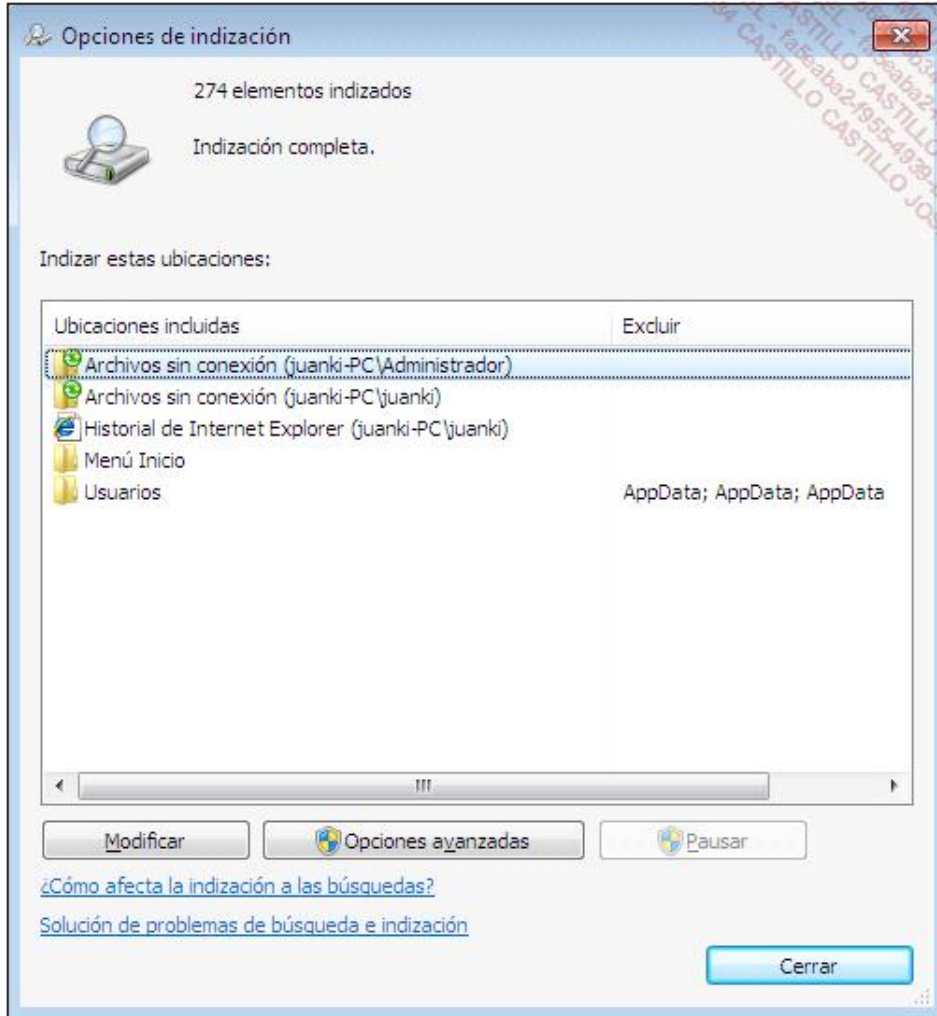 Opciones de indización
274 elementos indizados
Indización completa.
Indizar estas ubicaciones:
Ubicaciones incluidas Excluir
Archivos sin conexión (juanki-PC\Administrador)
Archivos sin conexión (juanki-PC\juanki)
Historial de Internet Explorer (juanki-PC\juanki)
Menú Inicio
Usuarios AppData; AppData; AppData
Modificar Opciones avanzadas Pausar
¿Cómo afecta la indización a las búsquedas?
Solución de problemas de búsqueda e indización
Cerrar